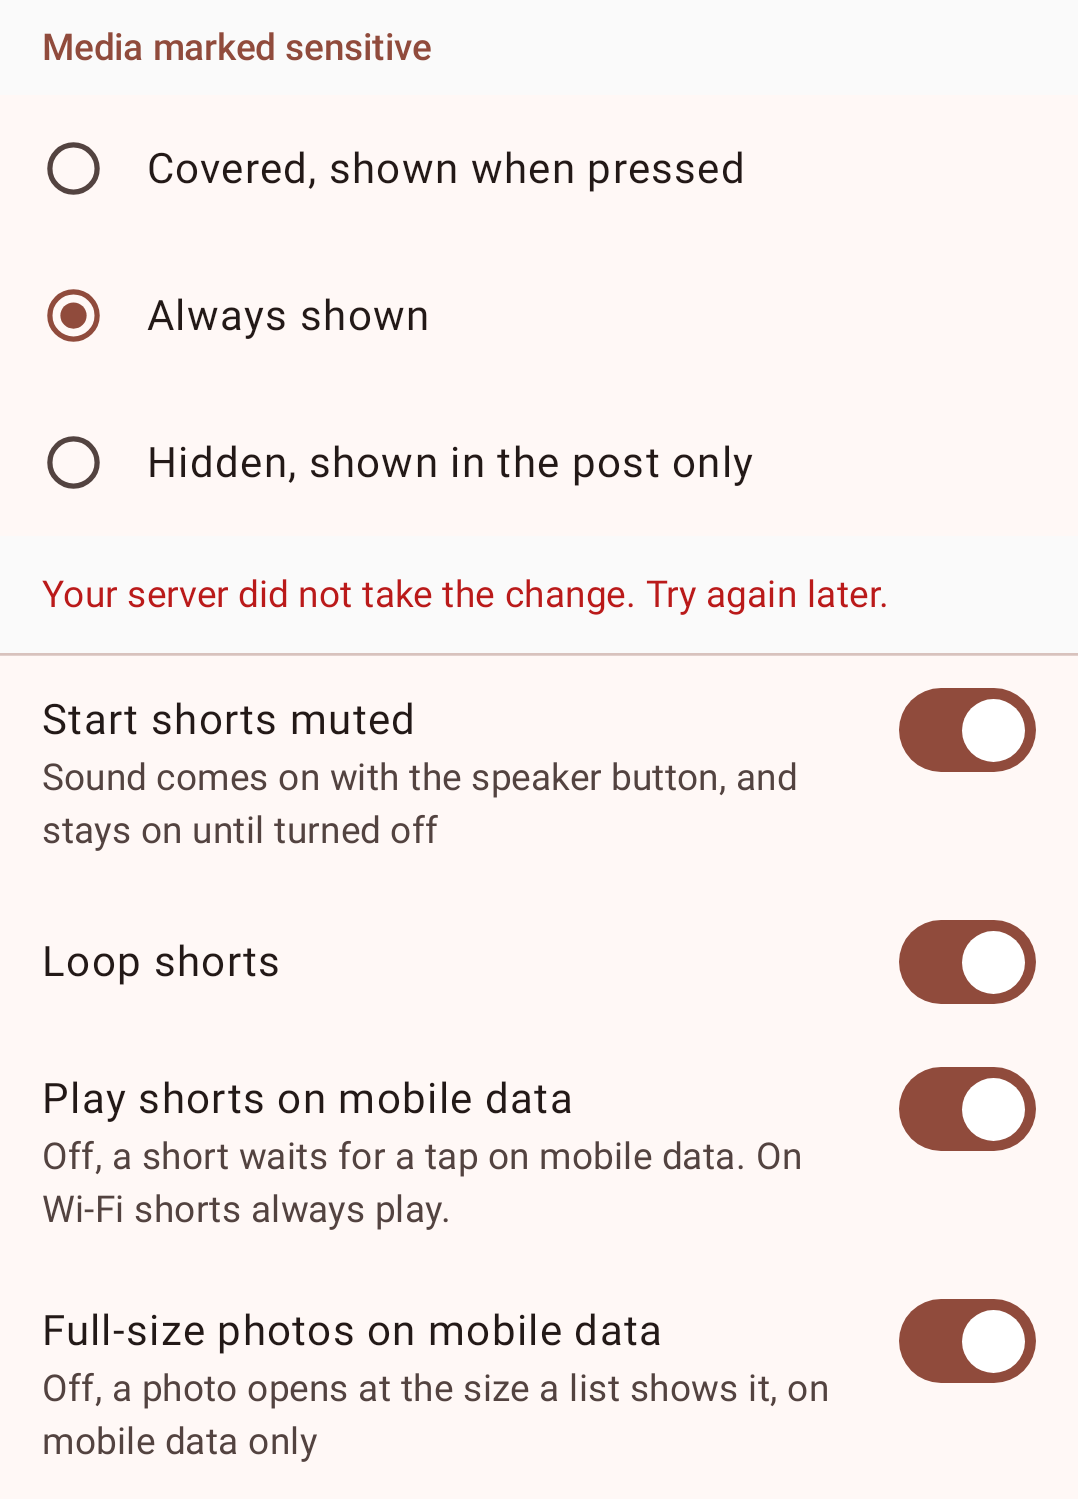 Media marked sensitive
Covered, shown when pressed
Always shown
Hidden, shown in the post only
Your server did not take the change. Try again later.
Start shorts muted
Sound comes on with the speaker button, and
stays on until turned off
Loop shorts
Play shorts on mobile data
Off, a short waits for a tap on mobile data. On
Wi-Fi shorts always play.
Full-size photos on mobile data
Off, a photo opens at the size a list shows it, on
mobile data only